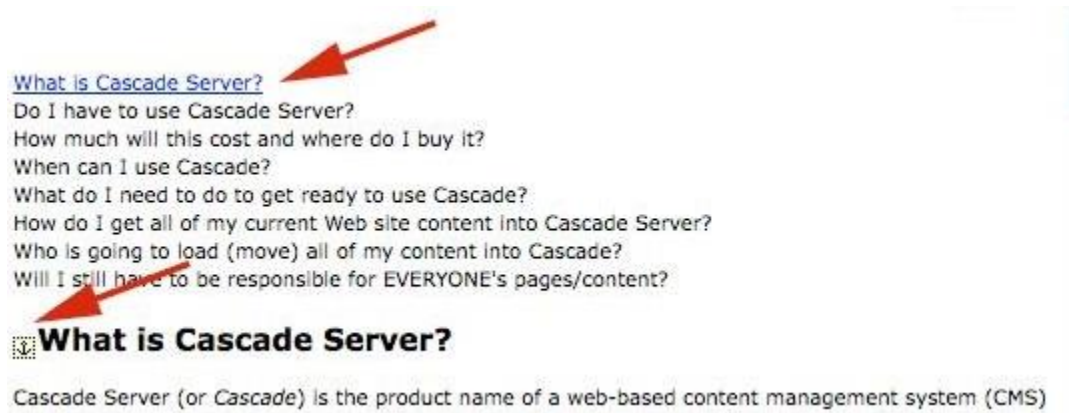 What is Cascade Server?
Do I have to use Cascade Server?
How much will this cost and where do I buy it?
When can I use Cascade?
What do I need to do to get ready to use Cascade?
How do I get all of my current Web site content into Cascade Server?
Who is going to load (move) all of my content into Cascade?
Will I still have to be responsible for EVERYONE's pages/content?
What is Cascade Server?
Cascade Server (or Cascade) is the product name of a web-based content management system (CMS)